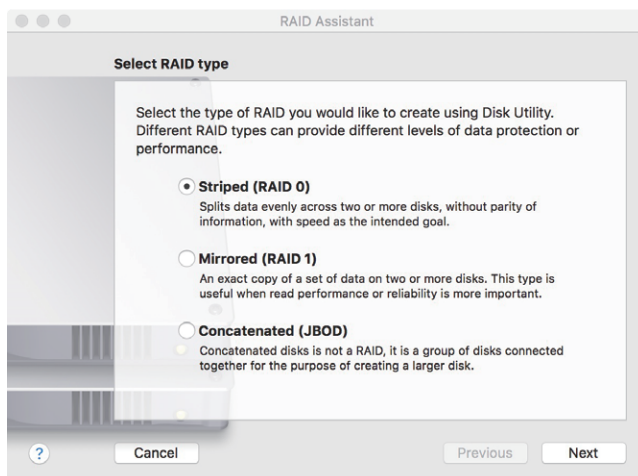 RAID Assistant
Select RAID type
Select the type of RAID you would like to create using Disk Utility.
Different RAID types can provide different levels of data protection or
performance.
Striped (RAID 0)
Splits data evenly across two or more disks, without parity of
information, with speed as the intended goal.
Mirrored (RAID 1)
An exact copy of a set of data on two or more disks. This type is
useful when read performance or reliability is more important.
Concatenated (JBOD)
Concatenated disks is not a RAID, it is a group of disks connected
together for the purpose of creating a larger disk.
? Cancel Previous Next